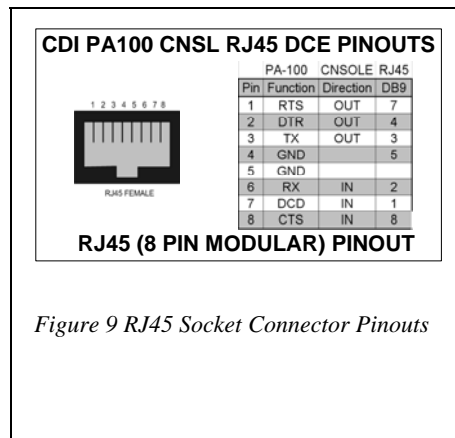 CDI PA100 CNSL RJ45 DCE PINOUTS
PA-100 CNSOLE RJ45
Pin Function Direction DB9
1 2 3 4 5 6 7 8
1 RTS OUT 7
2 DTR OUT 4
3 TX OUT 3
4 GND 5
5 GND
6 RX IN 2
7 DCD IN 1
8 CTS IN 8
RJ45 FEMALE
RJ45 (8 PIN MODULAR) PINOUT
Figure 9 RJ45 Socket Connector Pinouts